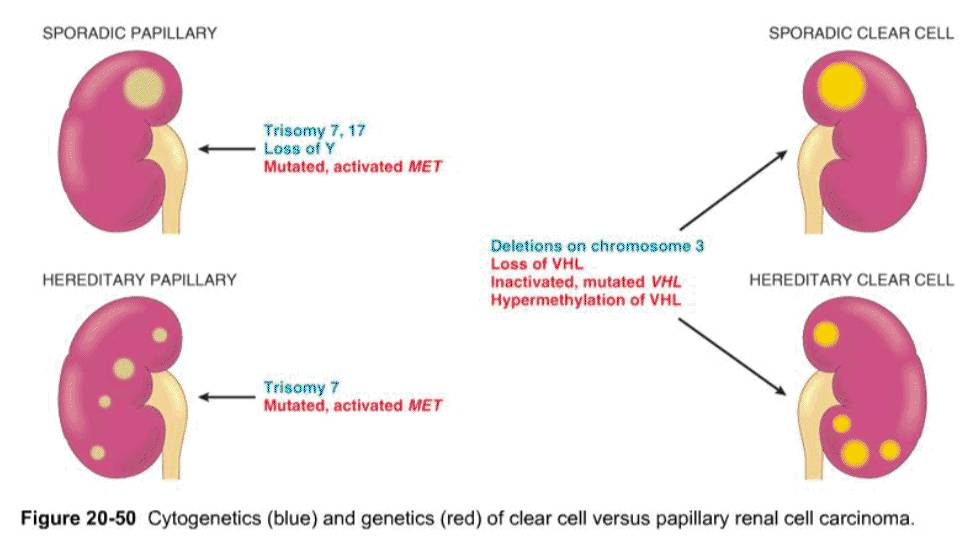 SPORADIC PAPILLARY
SPORADIC CLEAR CELL
Trisomy 7, 17
Loss of Y
Mutated, activated MET
Deletions on chromosome 3
Loss of VHL
Inactivated, mutated VHL
Hypermethylation of VHL
HEREDITARY PAPILLARY
HEREDITARY CLEAR CELL
Trisomy 7
Mutated, activated MET
Figure 20-50 Cytogenetics (blue) and genetics (red) of clear cell versus papillary renal cell carcinoma.